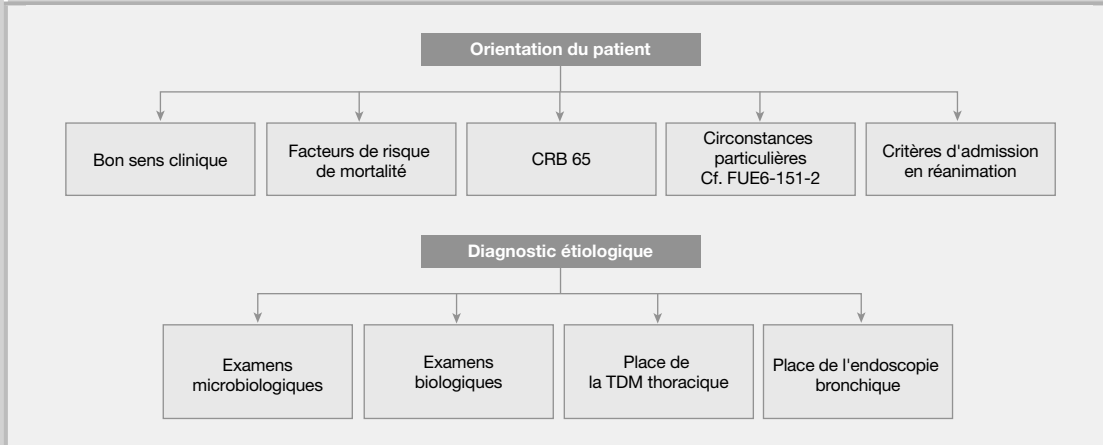 Orientation du patient
Bon sens clinique
Facteurs de risque
de mortalité
CRB 65
Circonstances
particulières
Cf. FUE6-151-2
Critères d'admission
en réanimation
Diagnostic étiologique
Examens
microbiologiques
Examens
biologiques
Place de
la TDM thoracique
Place de l'endoscopie
bronchique